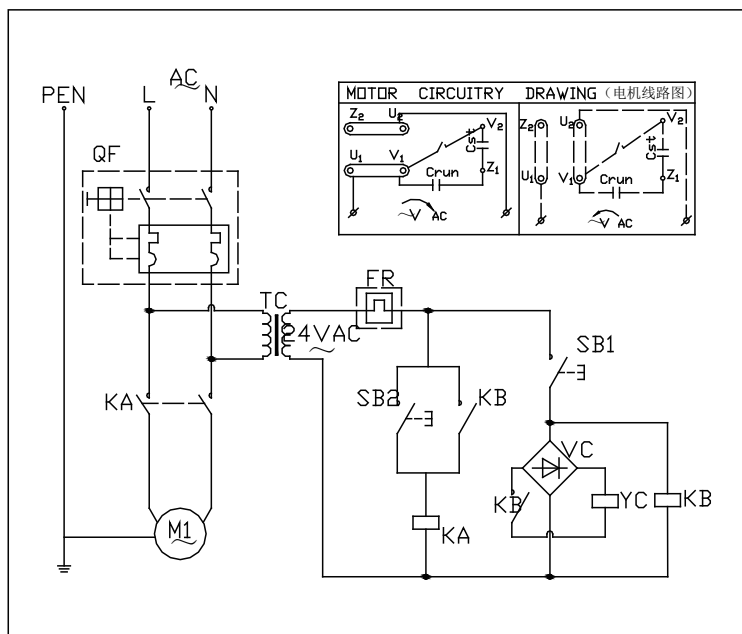 AC
PEN L N
MOTOR CIRCUITRY DRAWING (电机线路图)
Z2 U2
V2
Cst
U1 V1
Z1
Crun
V AC
Z2 U2
V2
Cst
U1 V1
Z1
Crun
V AC
QF
TC
FR
24VAC
SB1
KA
SB2
KB
VC
KB
YC
KB
M1
KA